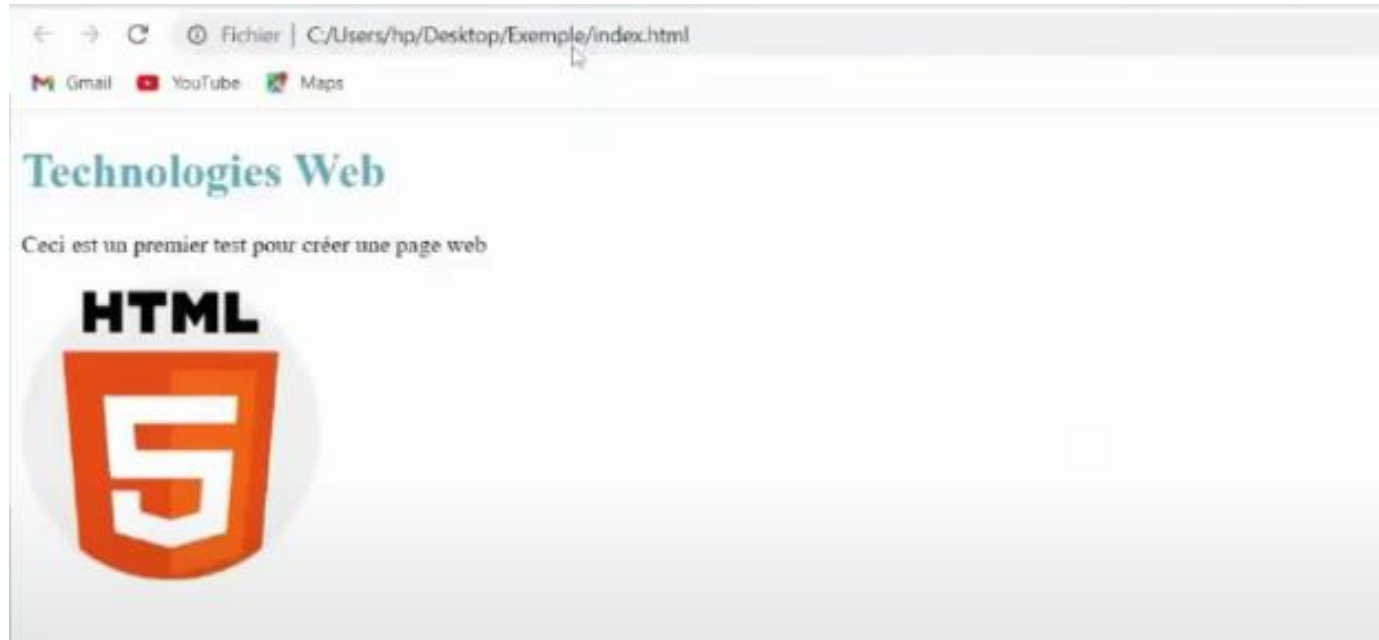 Fichier | C:/Users/hp/Desktop/Exemple/index.html
Gmail YouTube Maps
Technologies Web
Ceci est un premier test pour créer une page web
HTML
5